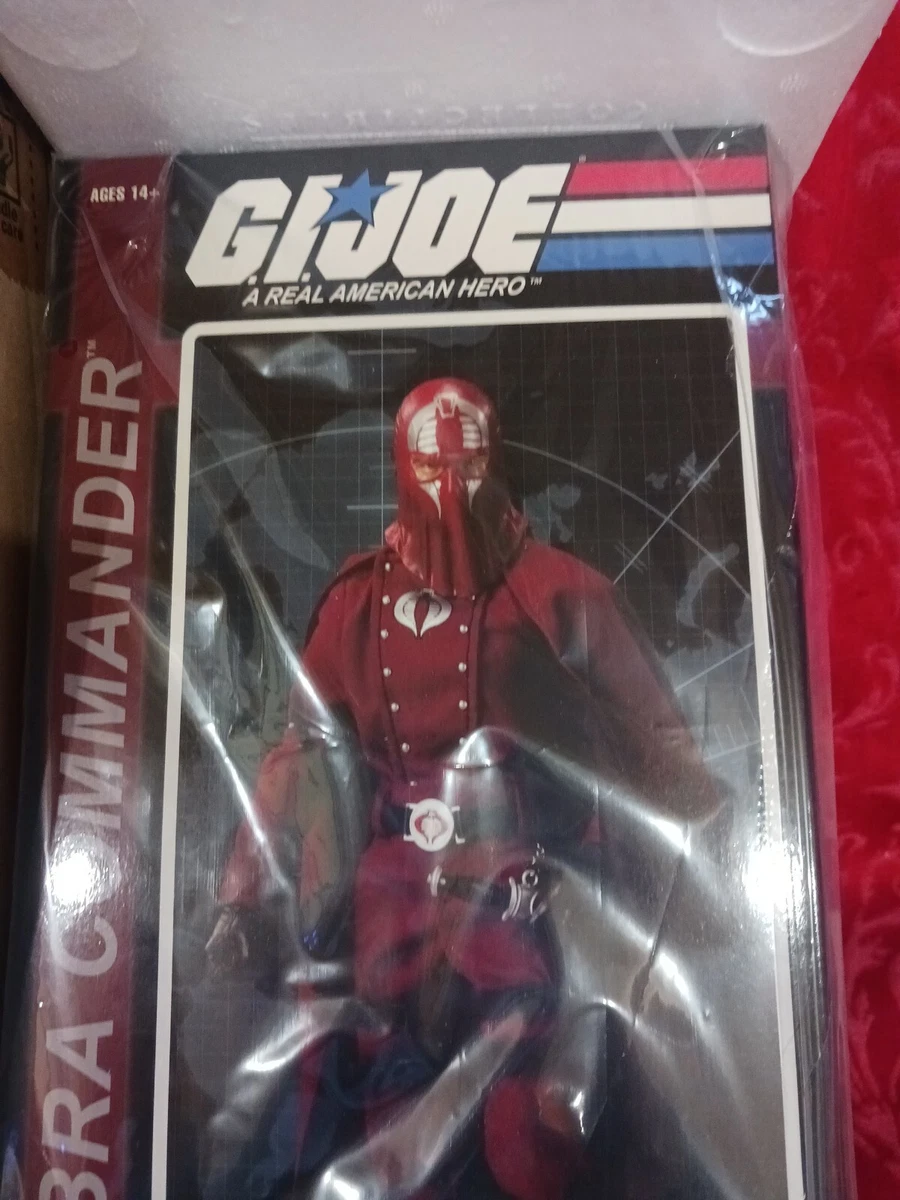 AGES 14+
G.I.JOE
A REAL AMERICAN HERO™
BRA COMMANDER™